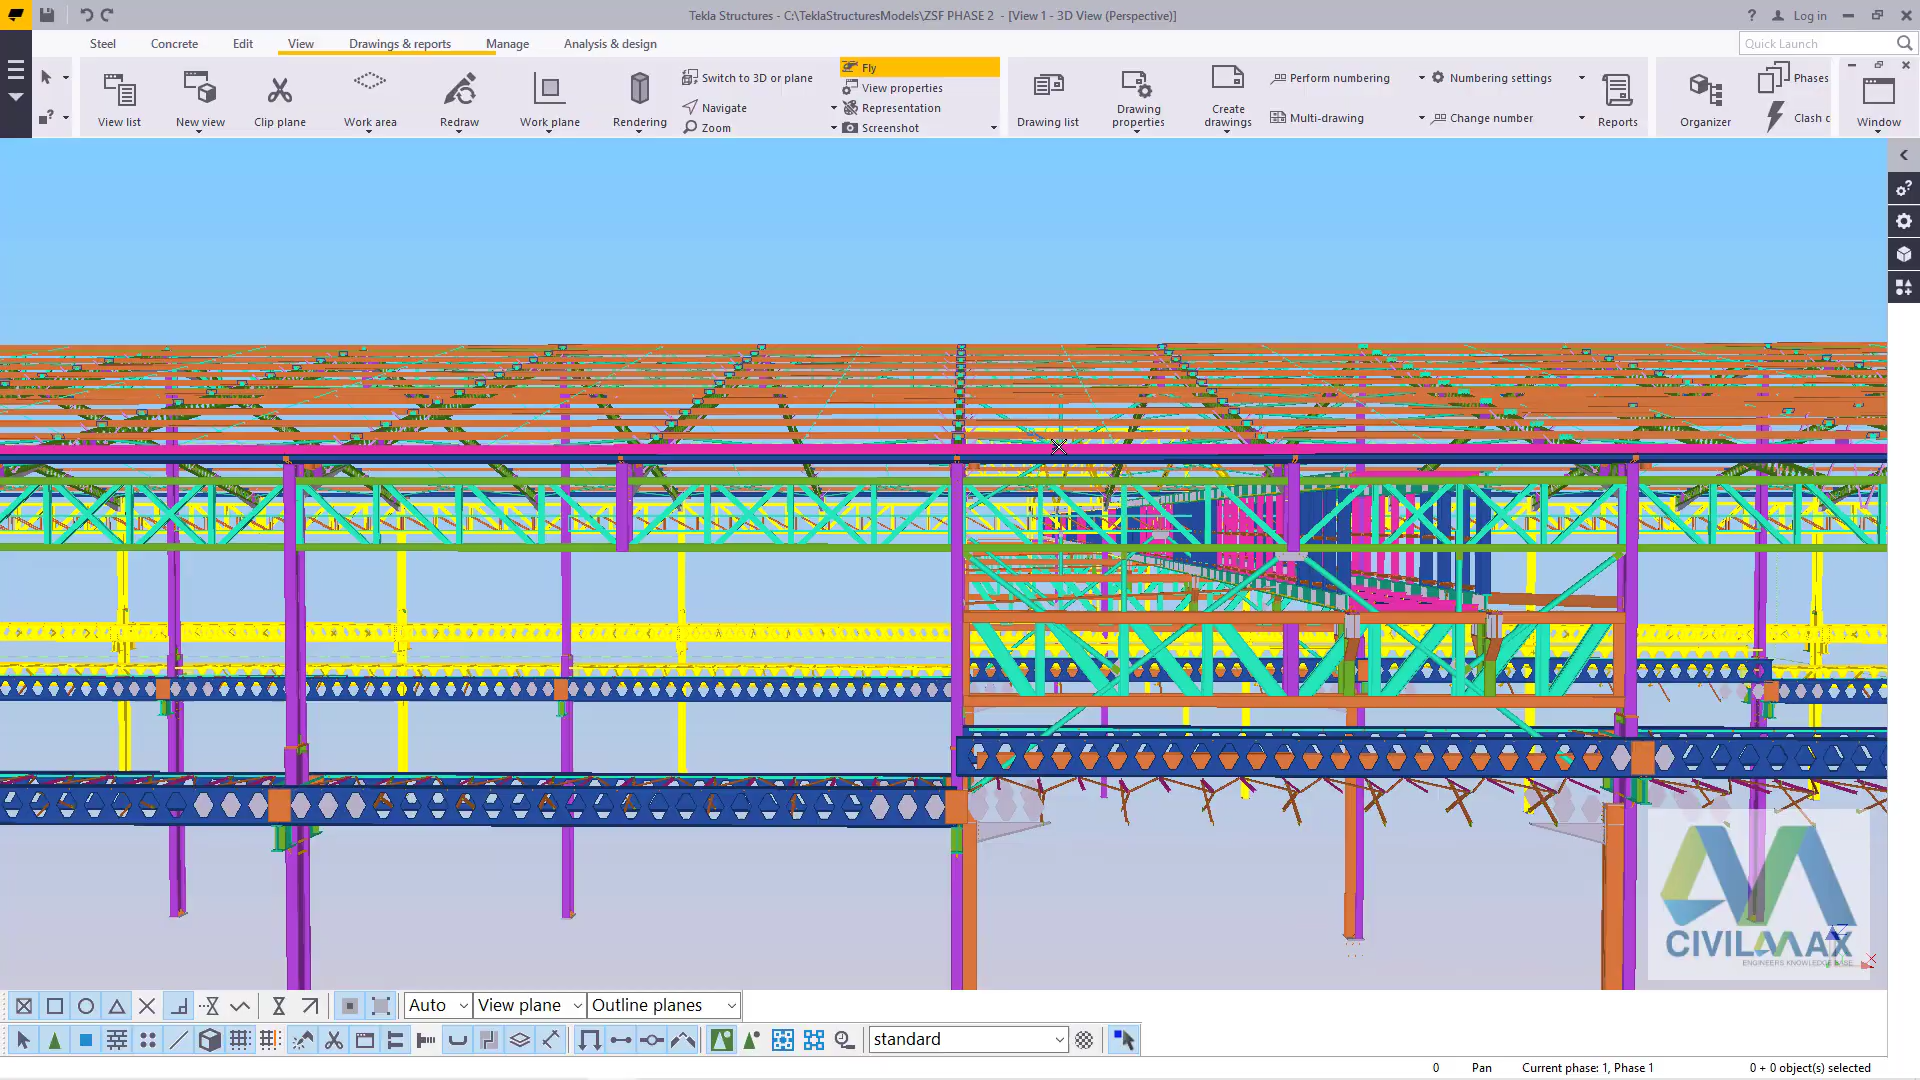 Tekla Structures - C:\TeklaStructuresModels\ZSF PHASE 2 - [View 1 - 3D View (Perspective)]
Log in
Steel
Concrete
Edit
View
Drawings & reports
Manage
Analysis & design
Quick Launch
View list
New view
Clip plane
Work area
Redraw
Work plane
Rendering
Switch to 3D or plane
Navigate
Zoom
Fly
View properties
Representation
Screenshot
Drawing list
Drawing properties
Create drawings
Perform numbering
Multi-drawing
Numbering settings
Change number
Reports
Organizer
Phases
Clash c
Window
CIVILMAX
ENGINEERS KNOWLEDGE BASE
Auto
View plane
Outline planes
standard
0
Pan
Current phase: 1, Phase 1
0 + 0 object(s) selected